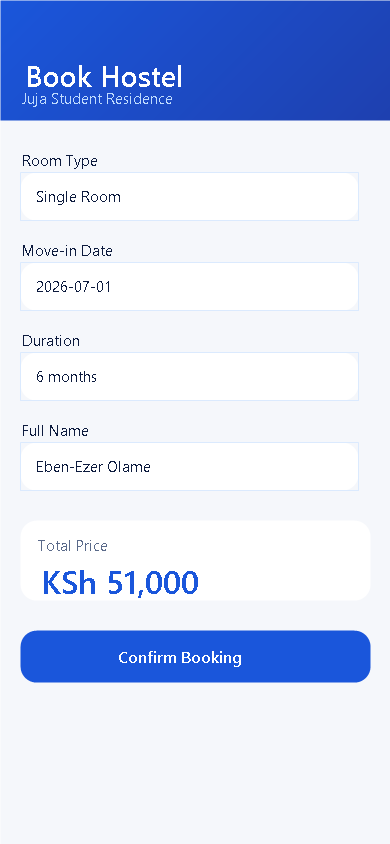 Book Hostel
Juja Student Residence
Room Type
Single Room
Move-in Date
2026-07-01
Duration
6 months
Full Name
Eben-Ezer Olame
Total Price
KSh 51,000
Confirm Booking